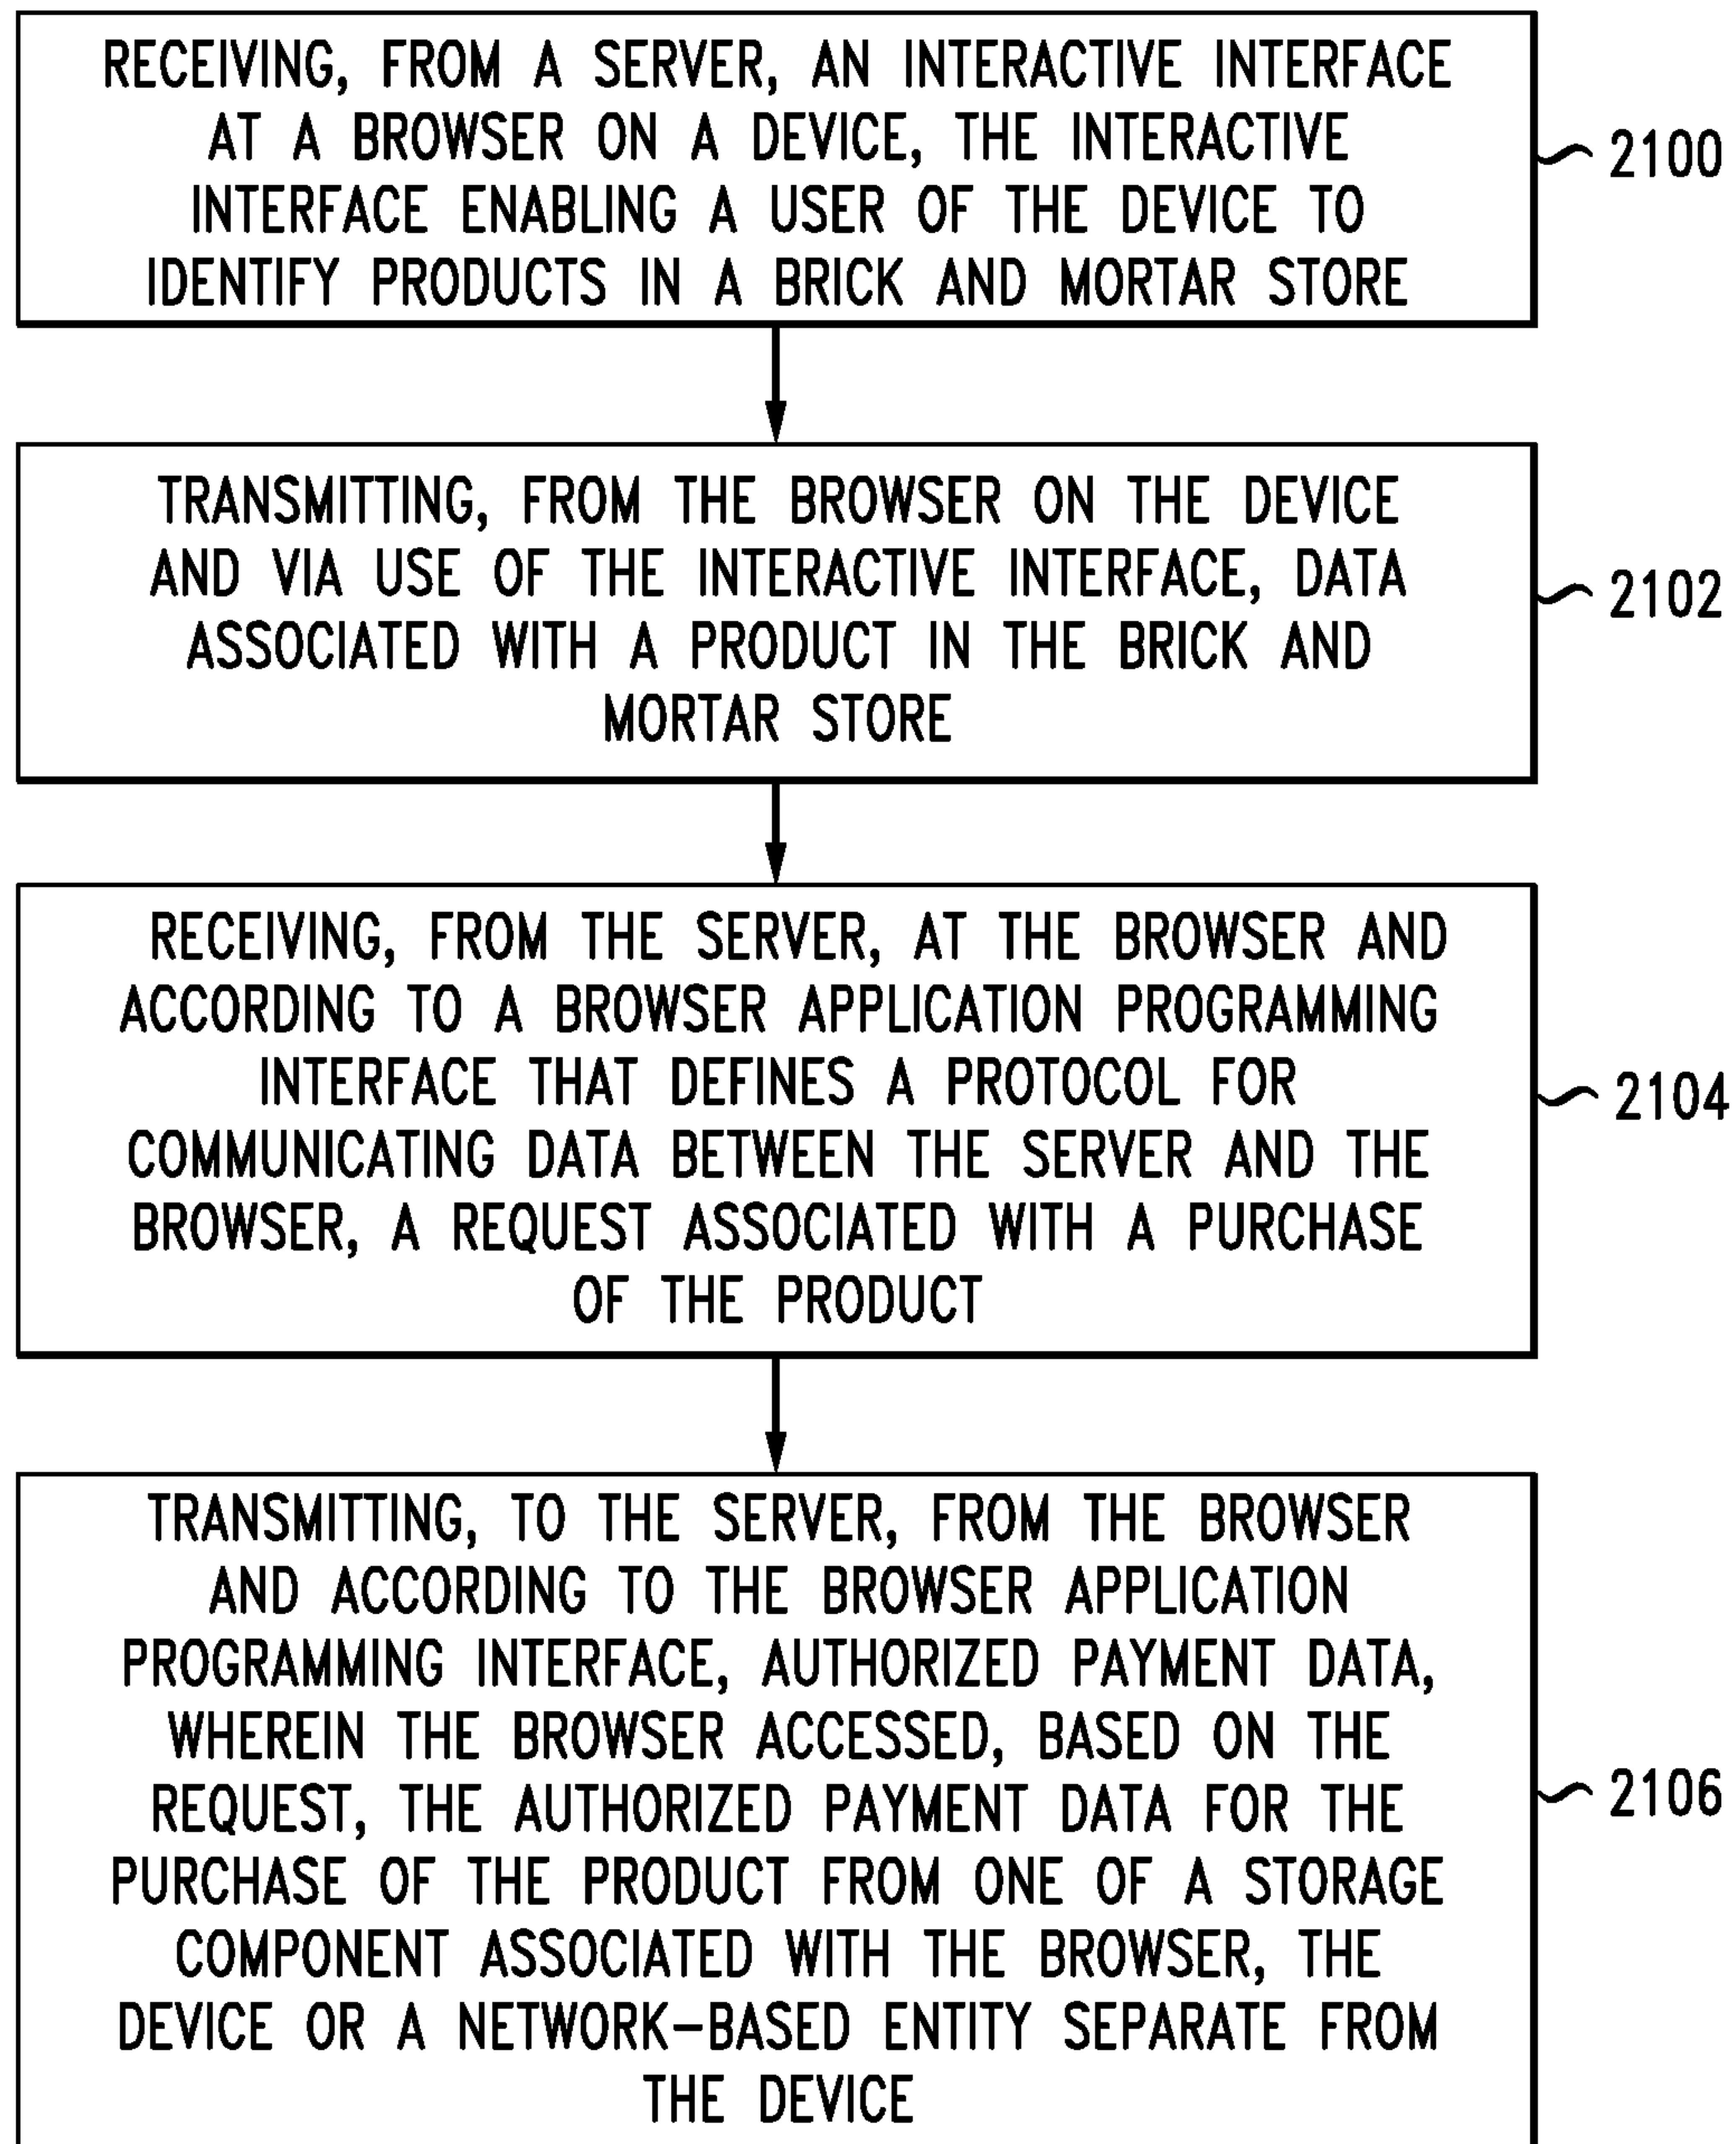 RECEIVING, FROM A SERVER, AN INTERACTIVE INTERFACE
AT A BROWSER ON A DEVICE, THE INTERACTIVE
INTERFACE ENABLING A USER OF THE DEVICE TO
IDENTIFY PRODUCTS IN A BRICK AND MORTAR STORE
2100
TRANSMITTING, FROM THE BROWSER ON THE DEVICE
AND VIA USE OF THE INTERACTIVE INTERFACE, DATA
ASSOCIATED WITH A PRODUCT IN THE BRICK AND
MORTAR STORE
2102
RECEIVING, FROM THE SERVER, AT THE BROWSER AND
ACCORDING TO A BROWSER APPLICATION PROGRAMMING
INTERFACE THAT DEFINES A PROTOCOL FOR
COMMUNICATING DATA BETWEEN THE SERVER AND THE
BROWSER, A REQUEST ASSOCIATED WITH A PURCHASE
OF THE PRODUCT
2104
TRANSMITTING, TO THE SERVER, FROM THE BROWSER
AND ACCORDING TO THE BROWSER APPLICATION
PROGRAMMING INTERFACE, AUTHORIZED PAYMENT DATA,
WHEREIN THE BROWSER ACCESSED, BASED ON THE
REQUEST, THE AUTHORIZED PAYMENT DATA FOR THE
PURCHASE OF THE PRODUCT FROM ONE OF A STORAGE
COMPONENT ASSOCIATED WITH THE BROWSER, THE
DEVICE OR A NETWORK-BASED ENTITY SEPARATE FROM
THE DEVICE
2106